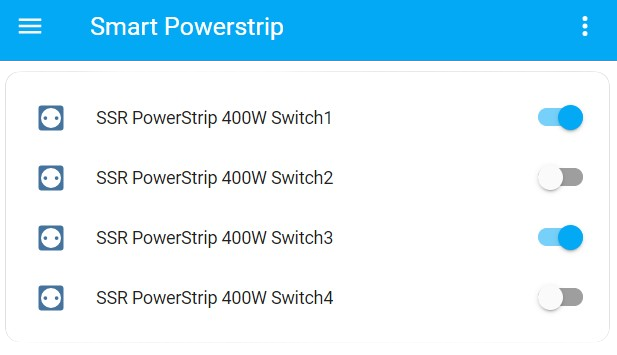 Smart Powerstrip
SSR PowerStrip 400W Switch1
SSR PowerStrip 400W Switch2
SSR PowerStrip 400W Switch3
SSR PowerStrip 400W Switch4